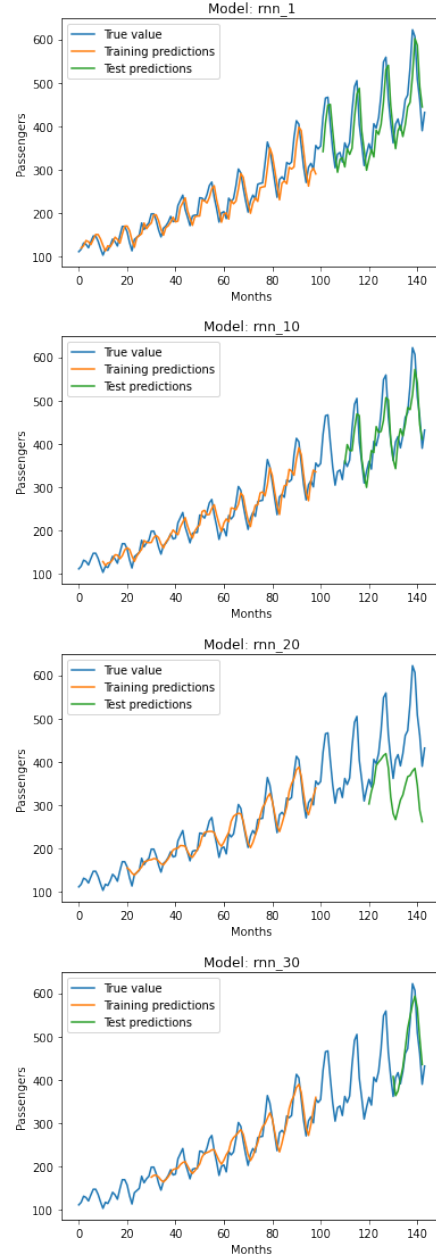 Model: rnn_1
True value
Training predictions
Test predictions
Passengers
600
500
400
300
200
100
0 20 40 60 80 100 120 140
Months
Model: rnn_10
True value
Training predictions
Test predictions
Passengers
600
500
400
300
200
100
0 20 40 60 80 100 120 140
Months
Model: rnn_20
True value
Training predictions
Test predictions
Passengers
600
500
400
300
200
100
0 20 40 60 80 100 120 140
Months
Model: rnn_30
True value
Training predictions
Test predictions
Passengers
600
500
400
300
200
100
0 20 40 60 80 100 120 140
Months